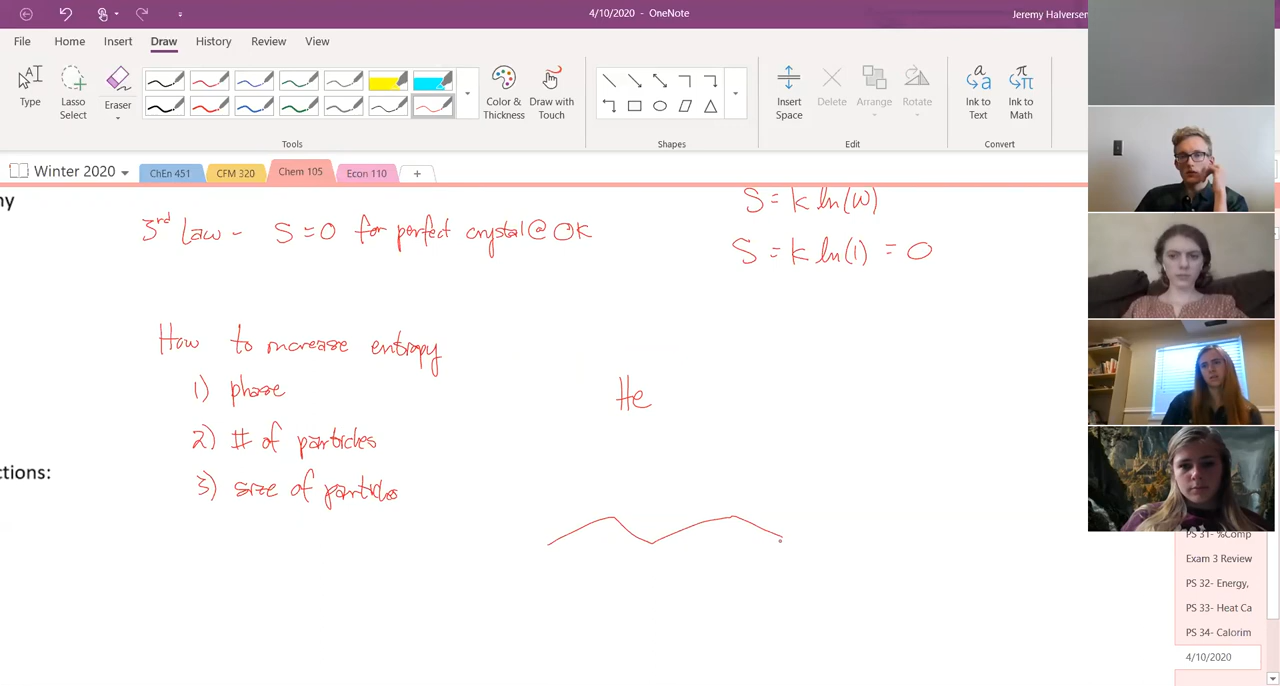 4/10/2020 - OneNote
Jeremy Halversen
File Home Insert Draw History Review View
Type
Lasso Select
Eraser
Color & Thickness
Draw with Touch
Insert Space
Delete
Arrange
Rotate
Ink to Text
Ink to Math
Tools
Shapes
Edit
Convert
Winter 2020
ChEn 451
CFM 320
Chem 105
Econ 110
my
S = k ln(W)
3rd Law - S = 0 for perfect crystal @ 0K
S = k ln(1) = 0
How to increase entropy
1) phase
He
2) # of particles
ctions:
3) size of particles
PS 31- %Comp
Exam 3 Review
PS 32- Energy,
PS 33- Heat Ca
PS 34- Calorim
4/10/2020